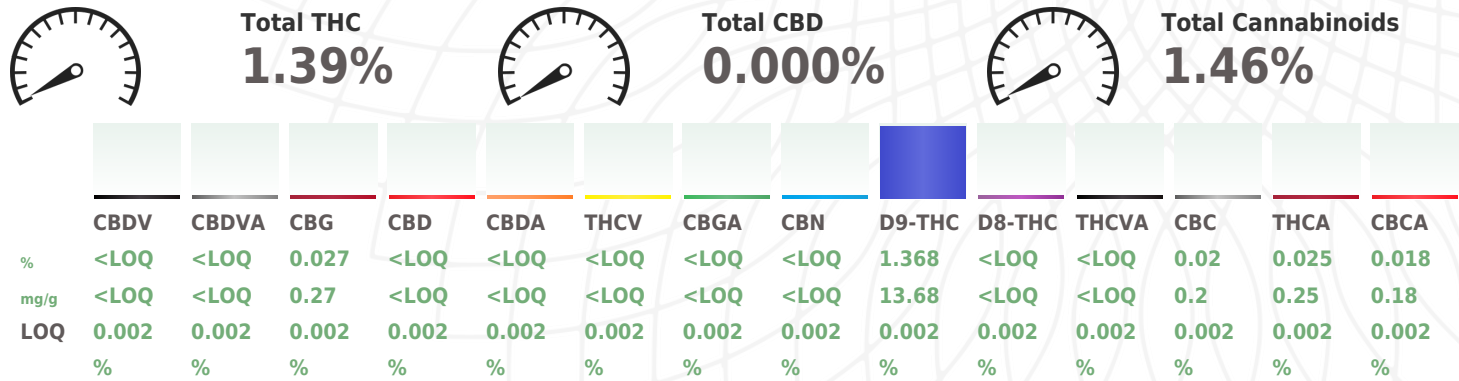 Total THC
1.39%
Total CBD
0.000%
Total Cannabinoids
1.46%
CBDV CBDVA CBG CBD CBDA THCV CBGA CBN D9-THC D8-THC THCVA CBC THCA CBCA
% <LOQ <LOQ 0.027 <LOQ <LOQ <LOQ <LOQ <LOQ 1.368 <LOQ <LOQ 0.02 0.025 0.018
mg/g <LOQ <LOQ 0.27 <LOQ <LOQ <LOQ <LOQ <LOQ 13.68 <LOQ <LOQ 0.2 0.25 0.18
LOQ 0.002 0.002 0.002 0.002 0.002 0.002 0.002 0.002 0.002 0.002 0.002 0.002 0.002 0.002
% % % % % % % % % % % % % %